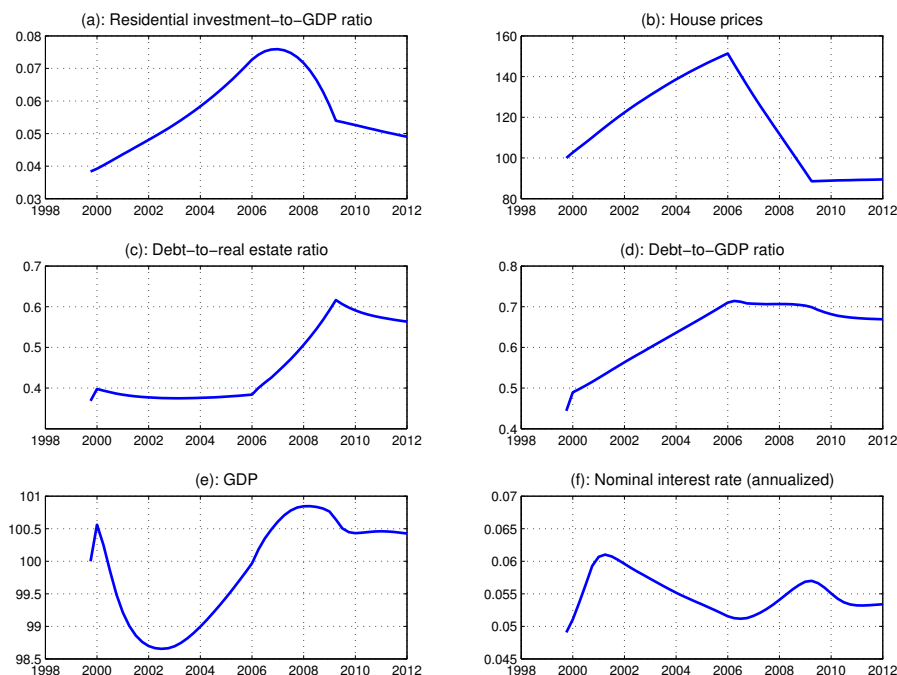 (a): Residential investment−to−GDP ratio
0.08
0.07
0.06
0.05
0.04
0.03
1998 2000 2002 2004 2006 2008 2010 2012
(b): House prices
160
140
120
100
80
1998 2000 2002 2004 2006 2008 2010 2012
(c): Debt−to−real estate ratio
0.7
0.6
0.5
0.4
1998 2000 2002 2004 2006 2008 2010 2012
(d): Debt−to−GDP ratio
0.8
0.7
0.6
0.5
0.4
1998 2000 2002 2004 2006 2008 2010 2012
(e): GDP
101
100.5
100
99.5
99
98.5
1998 2000 2002 2004 2006 2008 2010 2012
(f): Nominal interest rate (annualized)
0.07
0.065
0.06
0.055
0.05
0.045
1998 2000 2002 2004 2006 2008 2010 2012